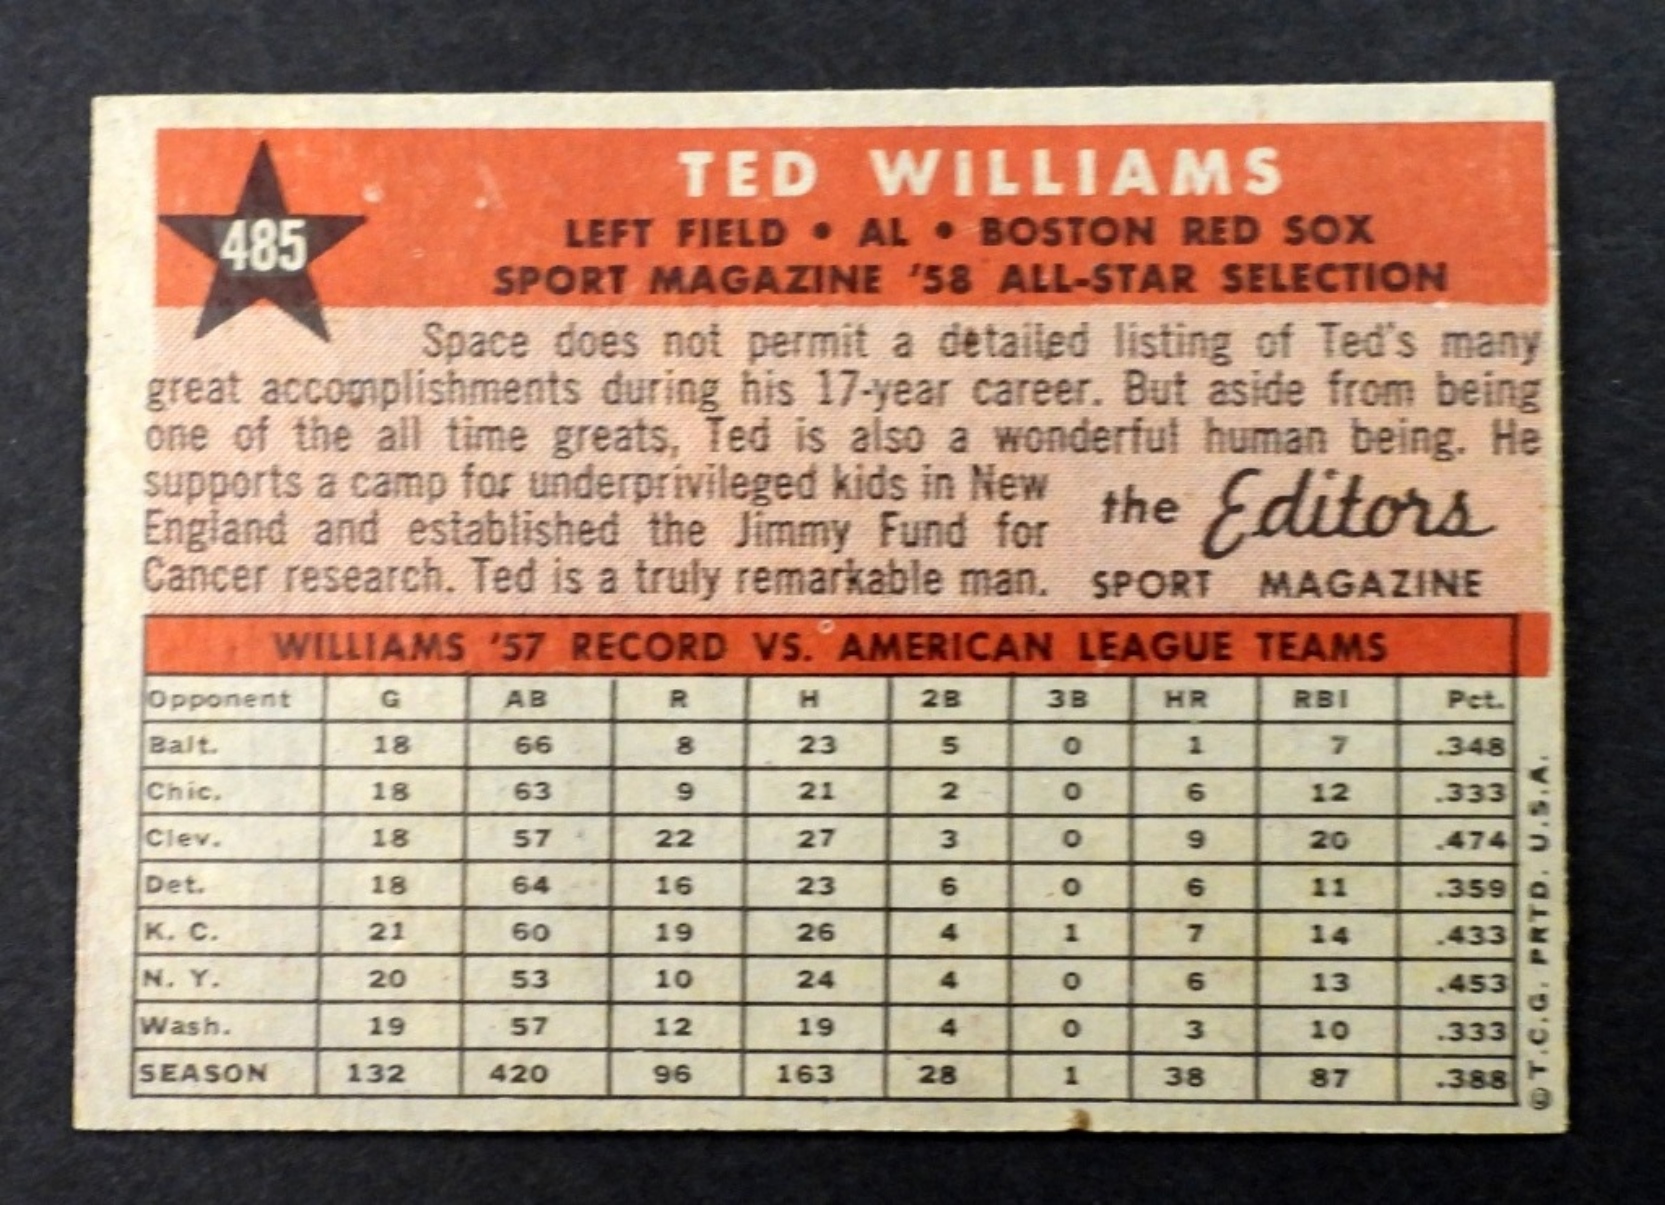 485
TED WILLIAMS
LEFT FIELD • AL • BOSTON RED SOX
SPORT MAGAZINE '58 ALL-STAR SELECTION
Space does not permit a detailed listing of Ted's many
great accomplishments during his 17-year career. But aside from being
one of the all time greats, Ted is also a wonderful human being. He
supports a camp for underprivileged kids in New
England and established the Jimmy Fund for
Cancer research. Ted is a truly remarkable man.
the Editors
SPORT MAGAZINE
WILLIAMS '57 RECORD VS. AMERICAN LEAGUE TEAMS
Opponent G AB R H 2B 3B HR RBI Pct.
Balt. 18 66 8 23 5 0 1 7 .348
Chic. 18 63 9 21 2 0 6 12 .333
Clev. 18 57 22 27 3 0 9 20 .474
Det. 18 64 16 23 6 0 6 11 .359
K. C. 21 60 19 26 4 1 7 14 .433
N. Y. 20 53 10 24 4 0 6 13 .453
Wash. 19 57 12 19 4 0 3 10 .333
SEASON 132 420 96 163 28 1 38 87 .388
© T.C.G. PRTD. U.S.A.